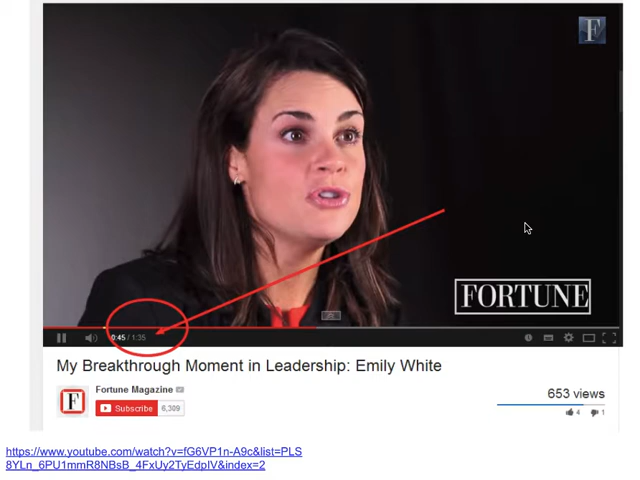 F
FORTUNE
0:45 / 1:35
My Breakthrough Moment in Leadership: Emily White
F
Fortune Magazine
Subscribe 6,309
653 views
4 1
https://www.youtube.com/watch?v=fG6VP1n-A9c&list=PLS
8YLn_6PU1mmR8NBsB_4FxUy2TyEdpIV&index=2